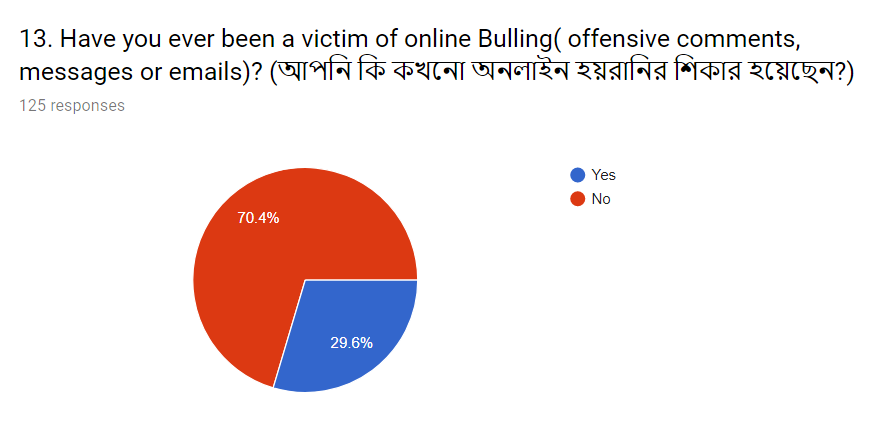 13. Have you ever been a victim of online Bulling( offensive comments,
messages or emails)? (আপনি কি কখনো অনলাইন হয়রানির শিকার হয়েছেন?)
125 responses
Yes
No
70.4%
29.6%